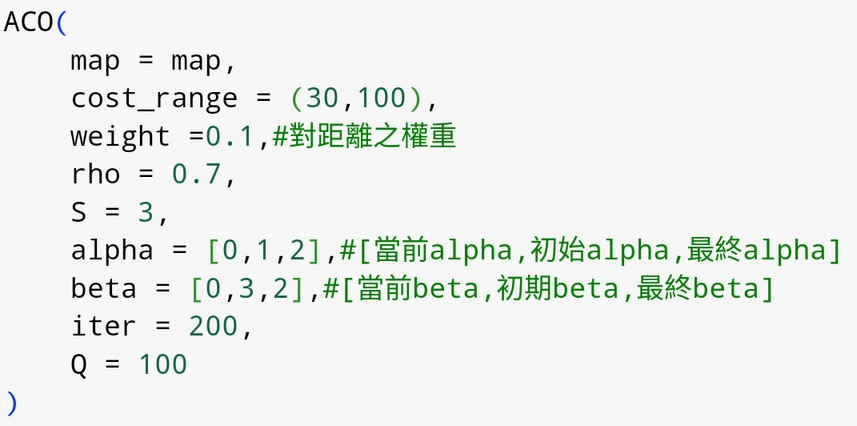 ACO(
map = map,
cost_range = (30,100),
weight =0.1,#對距離之權重
rho = 0.7,
S = 3,
alpha = [0,1,2],#[當前alpha,初始alpha,最終alpha]
beta = [0,3,2],#[當前beta,初期beta,最終beta]
iter = 200,
Q = 100
)